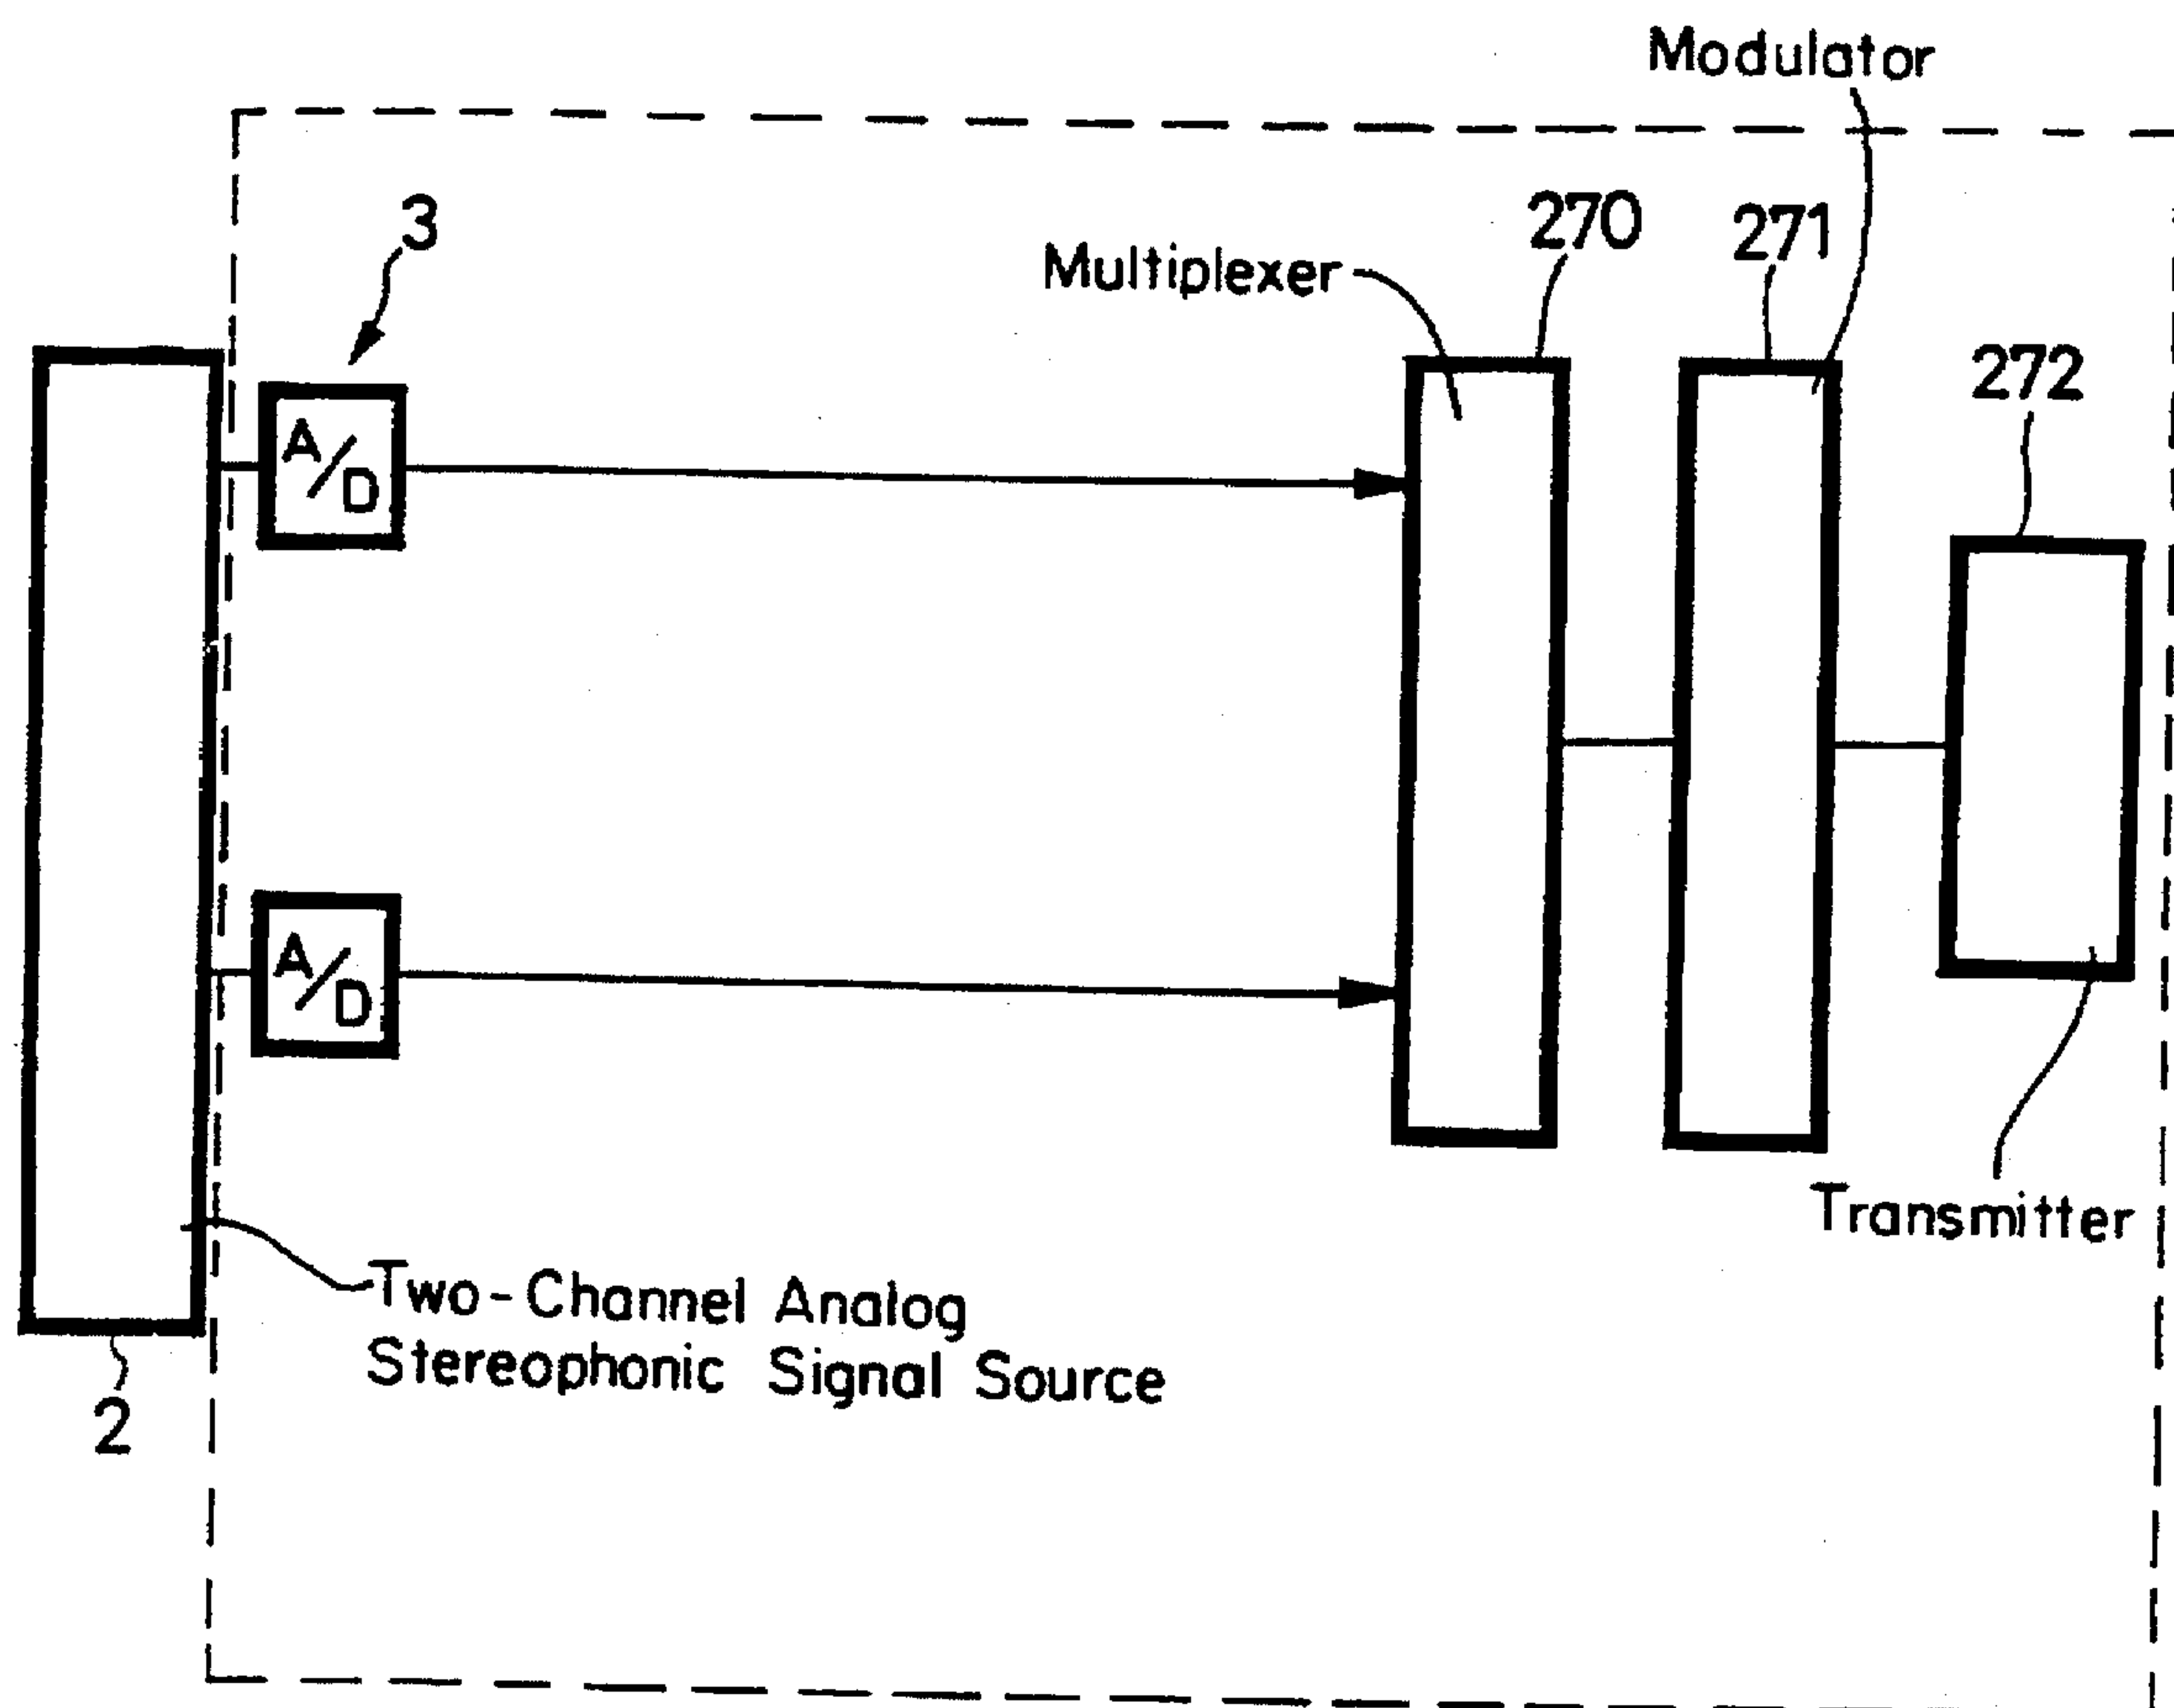 Modulator
3
Multiplexer
270
271
272
A/D
A/D
Transmitter
Two-Channel Analog
Stereophonic Signal Source
2